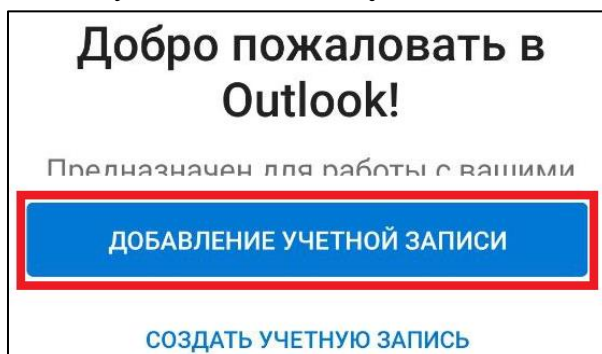 Добро пожаловать в
Outlook!
Предназначен для работы с вашими
ДОБАВЛЕНИЕ УЧЕТНОЙ ЗАПИСИ
СОЗДАТЬ УЧЕТНУЮ ЗАПИСЬ